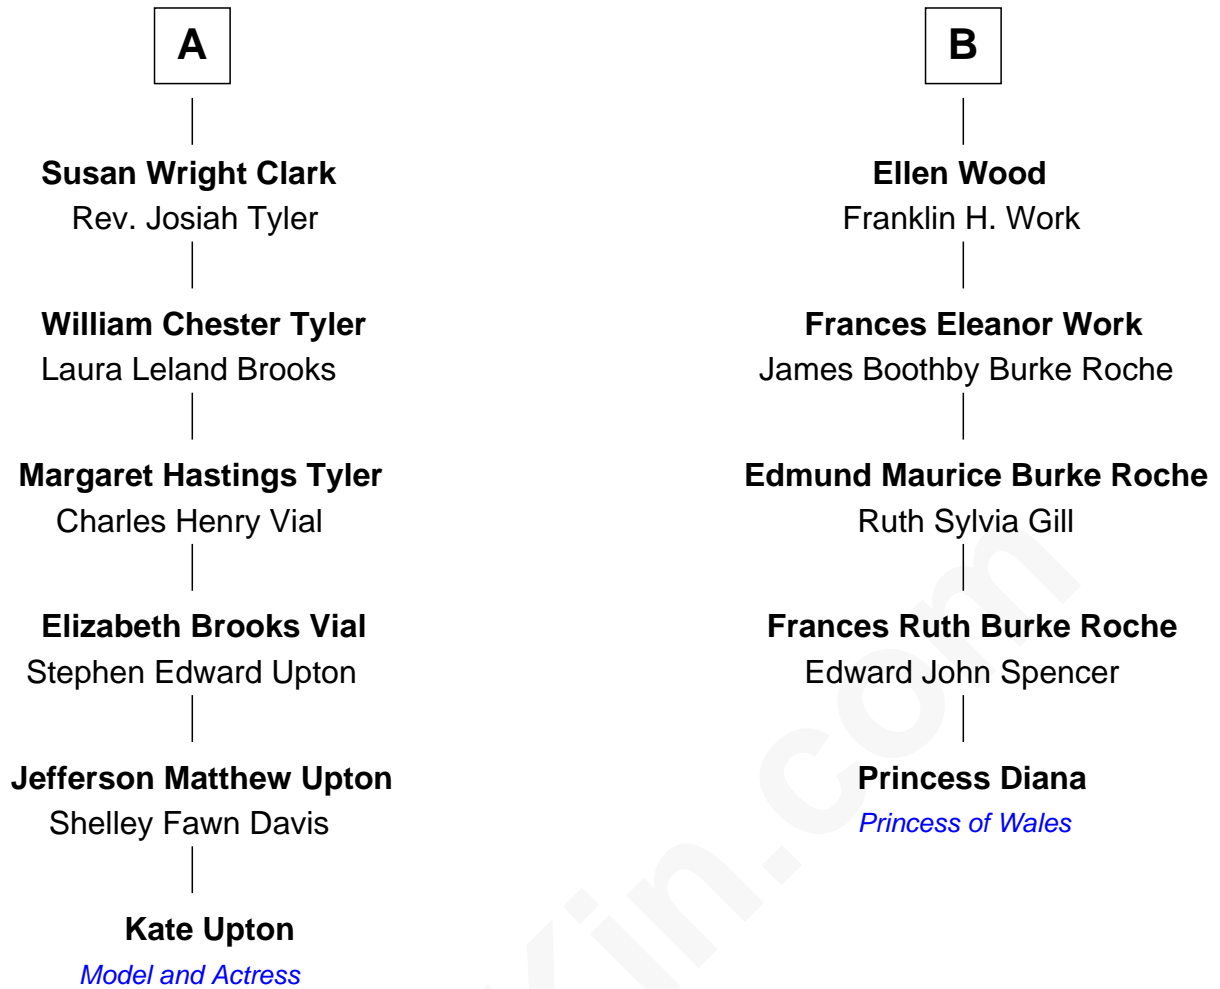 A
Susan Wright Clark
Rev. Josiah Tyler
William Chester Tyler
Laura Leland Brooks
Margaret Hastings Tyler
Charles Henry Vial
Elizabeth Brooks Vial
Stephen Edward Upton
Jefferson Matthew Upton
Shelley Fawn Davis
Kate Upton
Model and Actress
B
Ellen Wood
Franklin H. Work
Frances Eleanor Work
James Boothby Burke Roche
Edmund Maurice Burke Roche
Ruth Sylvia Gill
Frances Ruth Burke Roche
Edward John Spencer
Princess Diana
Princess of Wales